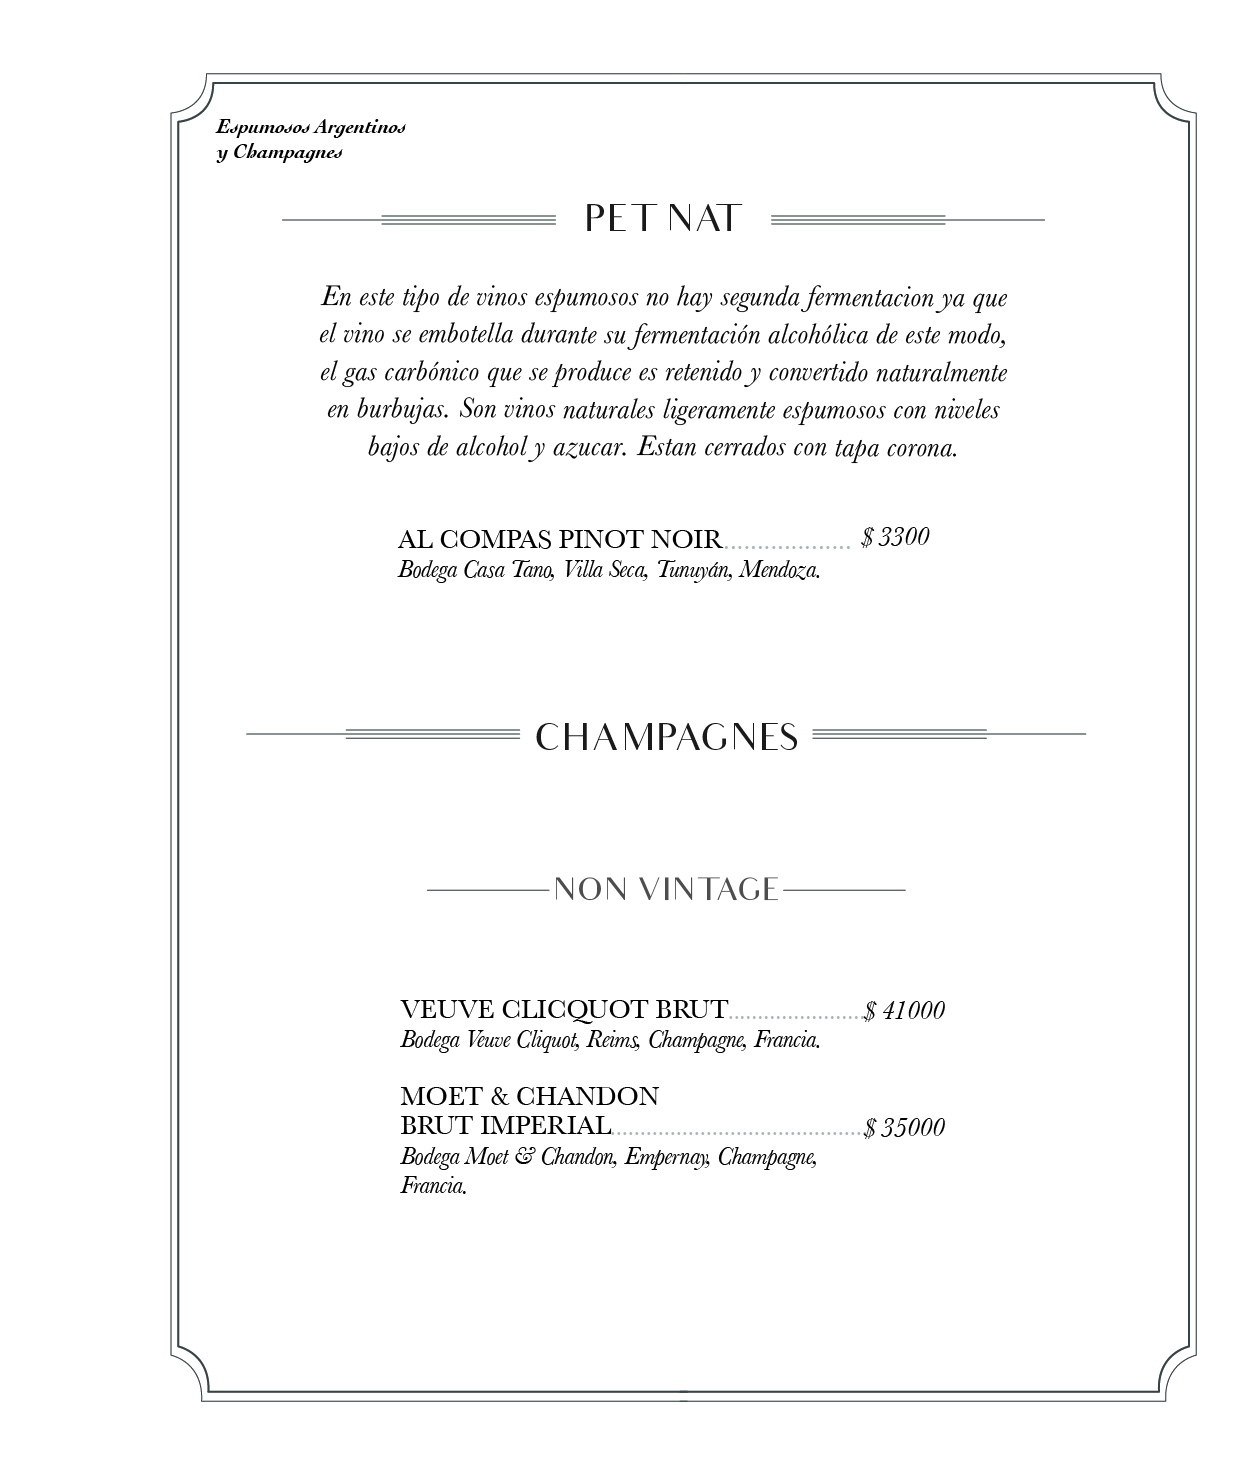 Espumosos Argentinos
y Champagnes
PET NAT
En este tipo de vinos espumosos no hay segunda fermentacion ya que
el vino se embotella durante su fermentación alcohólica de este modo,
el gas carbónico que se produce es retenido y convertido naturalmente
en burbujas. Son vinos naturales ligeramente espumosos con niveles
bajos de alcohol y azucar. Estan cerrados con tapa corona.
AL COMPAS PINOT NOIR................... $ 3300
Bodega Casa Tano, Villa Seca, Tunuyán, Mendoza.
CHAMPAGNES
NON VINTAGE
VEUVE CLICQUOT BRUT.......................$ 41000
Bodega Veuve Cliquot, Reims, Champagne, Francia.
MOET & CHANDON
BRUT IMPERIAL..........................................$ 35000
Bodega Moet & Chandon, Empernay, Champagne,
Francia.